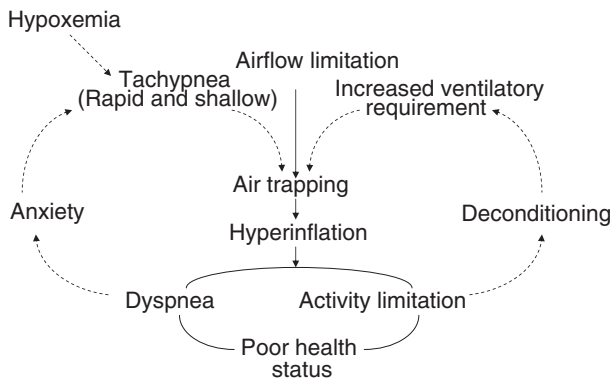 Hypoxemia
Airflow limitation
Tachypnea
(Rapid and shallow)
Increased ventilatory
requirement
Air trapping
Anxiety
Deconditioning
Hyperinflation
Dyspnea
Activity limitation
Poor health
status